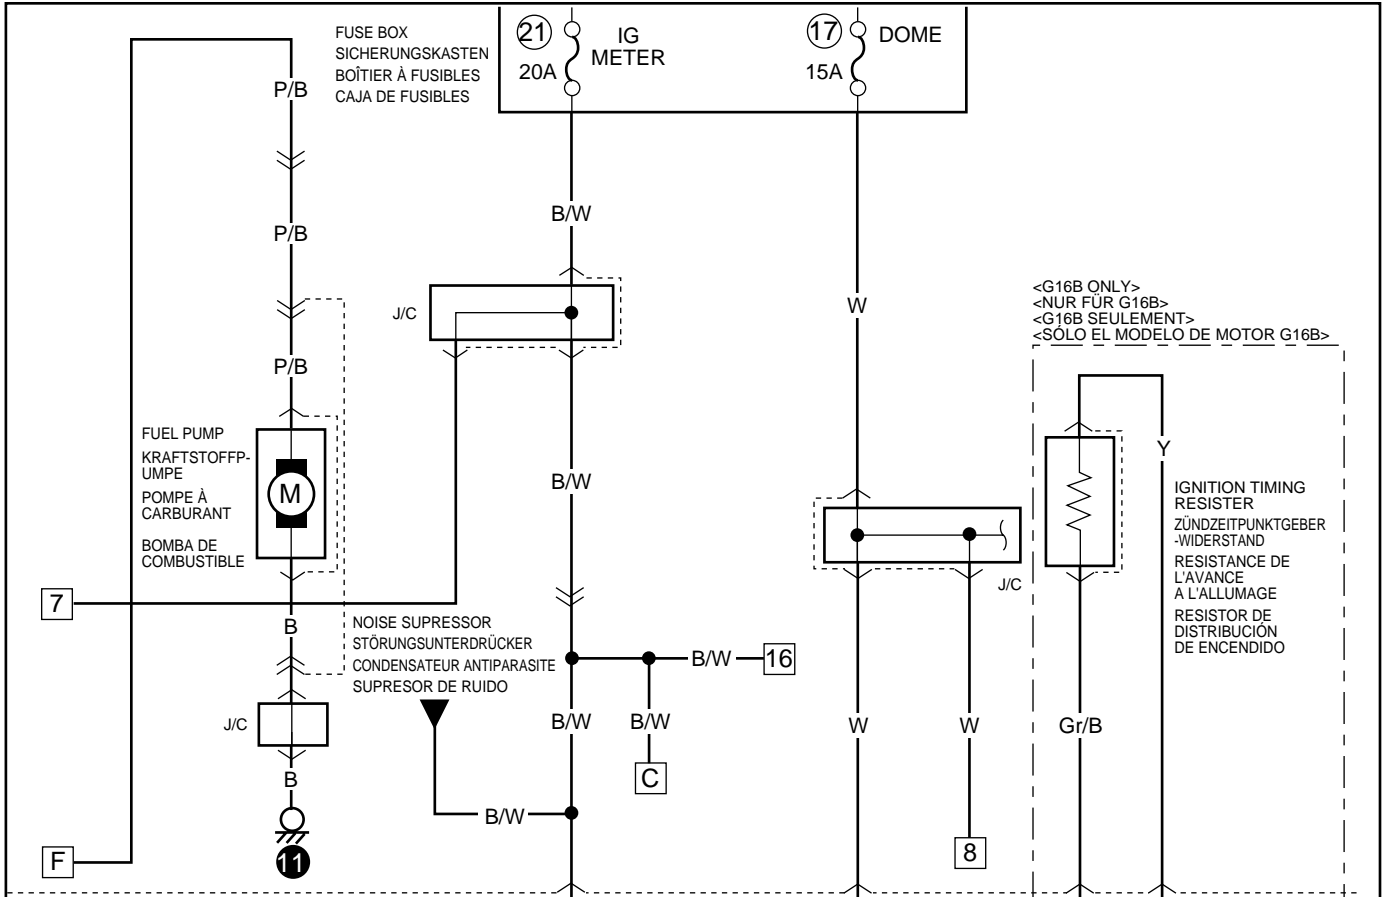 FUSE BOX
SICHERUNGSKASTEN
BOÎTIER À FUSIBLES
CAJA DE FUSIBLES
21
20A
IG
METER
17
15A
DOME
P/B
P/B
P/B
B/W
J/C
W
<G16B ONLY>
<NUR FÜR G16B>
<G16B SEULEMENT>
<SÓLO EL MODELO DE MOTOR G16B>
FUEL PUMP
KRAFTSTOFFP-
UMPE
POMPE À
CARBURANT
BOMBA DE
COMBUSTIBLE
M
B/W
Y
IGNITION TIMING
RESISTER
ZÜNDZEITPUNKTGEBER
-WIDERSTAND
RESISTANCE DE
L'AVANCE
A L'ALLUMAGE
RESISTOR DE
DISTRIBUCIÓN
DE ENCENDIDO
J/C
7
B
NOISE SUPRESSOR
STÖRUNGSUNTERDRÜCKER
CONDENSATEUR ANTIPARASITE
SUPRESOR DE RUIDO
B/W
16
J/C
B/W
B/W
W
W
Gr/B
C
B
B/W
F
11
8